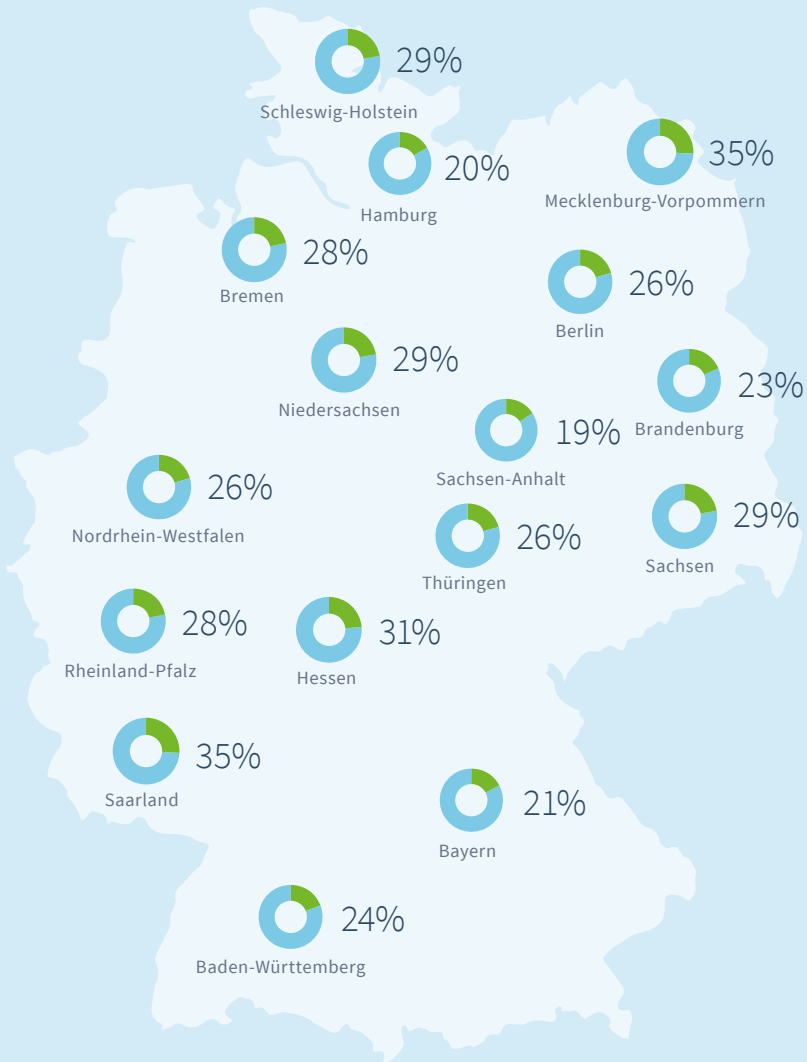 29%
Schleswig-Holstein
20%
Hamburg
35%
Mecklenburg-Vorpommern
28%
Bremen
26%
Berlin
29%
Niedersachsen
23%
Brandenburg
19%
Sachsen-Anhalt
26%
Nordrhein-Westfalen
26%
Thüringen
29%
Sachsen
28%
Rheinland-Pfalz
31%
Hessen
35%
Saarland
21%
Bayern
24%
Baden-Württemberg